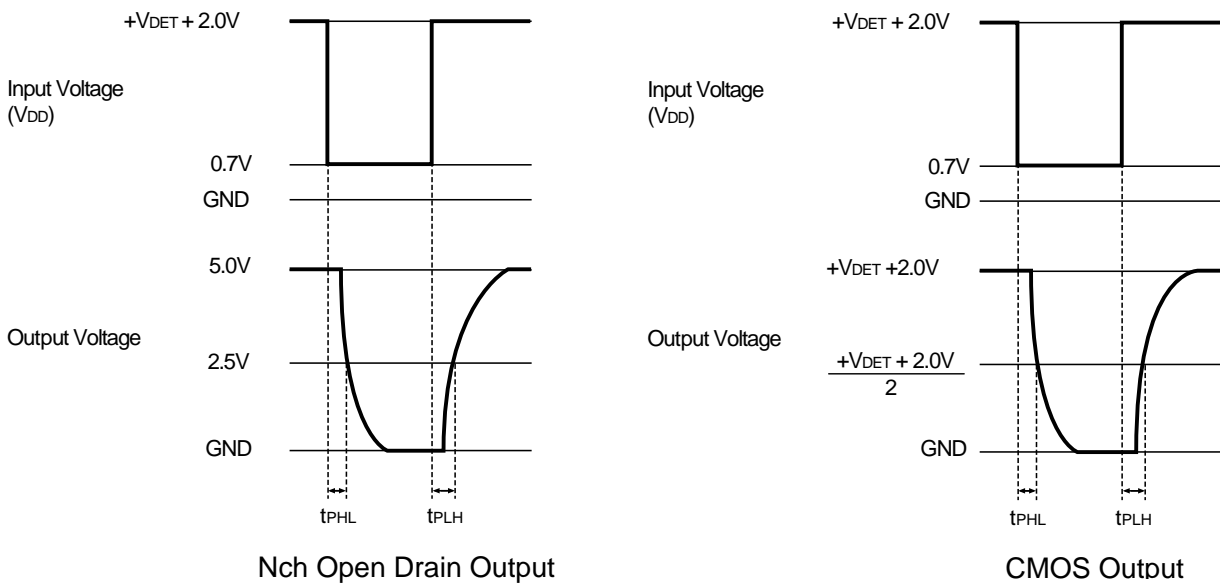 +VDET + 2.0V
Input Voltage
(VDD)
0.7V
GND
5.0V
Output Voltage
2.5V
GND
tPHL
tPLH
Nch Open Drain Output
+VDET + 2.0V
Input Voltage
(VDD)
0.7V
GND
+VDET +2.0V
Output Voltage
+VDET + 2.0V
2
GND
tPHL
tPLH
CMOS Output